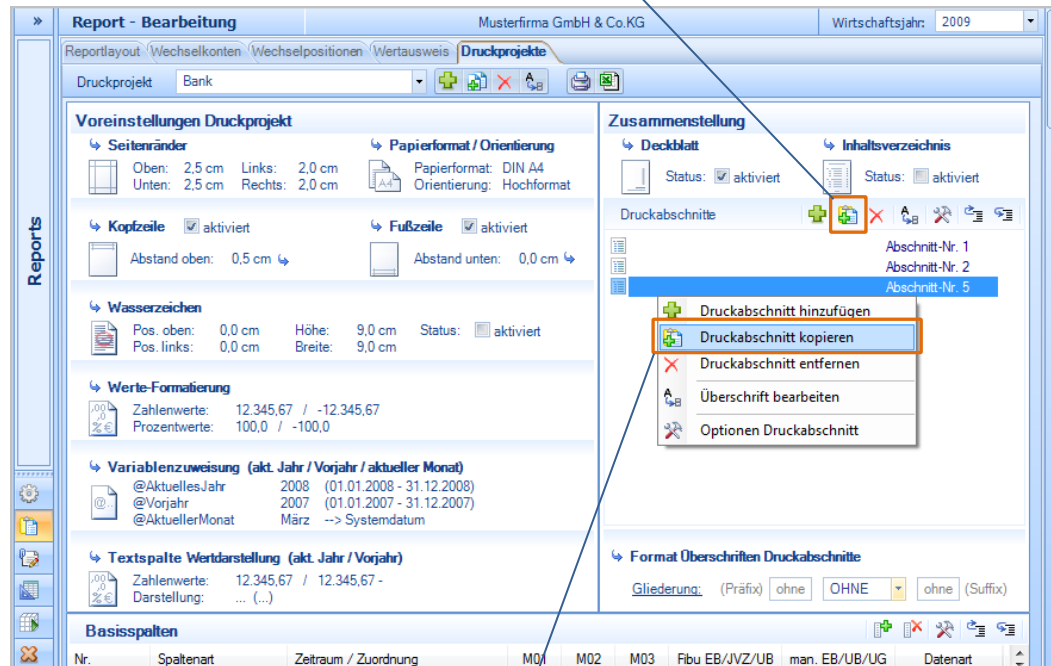 » Report - Bearbeitung Musterfirma GmbH & Co.KG Wirtschaftsjahr: 2009
Reportlayout Wechselkonten Wechselpositionen Wertausweis Druckprojekte
Druckprojekt Bank
Reports
Voreinstellungen Druckprojekt
Seitenränder
Oben: 2,5 cm Links: 2,0 cm
Unten: 2,5 cm Rechts: 2,0 cm
Papierformat / Orientierung
Papierformat: DIN A4
Orientierung: Hochformat
Kopfzeile aktiviert
Abstand oben: 0,5 cm
Fußzeile aktiviert
Abstand unten: 0,0 cm
Wasserzeichen
Pos. oben: 0,0 cm Höhe: 9,0 cm Status: aktiviert
Pos. links: 0,0 cm Breite: 9,0 cm
Werte-Formatierung
Zahlenwerte: 12.345,67 / -12.345,67
Prozentwerte: 100,0 / -100,0
Variablenzuweisung (akt. Jahr / Vorjahr / aktueller Monat)
@AktuellesJahr 2008 (01.01.2008 - 31.12.2008)
@Vorjahr 2007 (01.01.2007 - 31.12.2007)
@AktuellerMonat März --> Systemdatum
Textspalte Wertdarstellung (akt. Jahr / Vorjahr)
Zahlenwerte: 12.345,67 / 12.345,67 -
Darstellung: ... (...)
Zusammenstellung
Deckblatt
Status: aktiviert
Inhaltsverzeichnis
Status: aktiviert
Druckabschnitte
Abschnitt-Nr. 1
Abschnitt-Nr. 2
Abschnitt-Nr. 5
Druckabschnitt hinzufügen
Druckabschnitt kopieren
Druckabschnitt entfernen
Überschrift bearbeiten
Optionen Druckabschnitt
Format Überschriften Druckabschnitte
Gliederung: (Präfix) ohne OHNE ohne (Suffix)
Basisspalten
Nr. Spaltenart Zeitraum / Zuordnung M01 M02 M03 Fibu EB/JVZ/UB man. EB/UB/UG Datenart